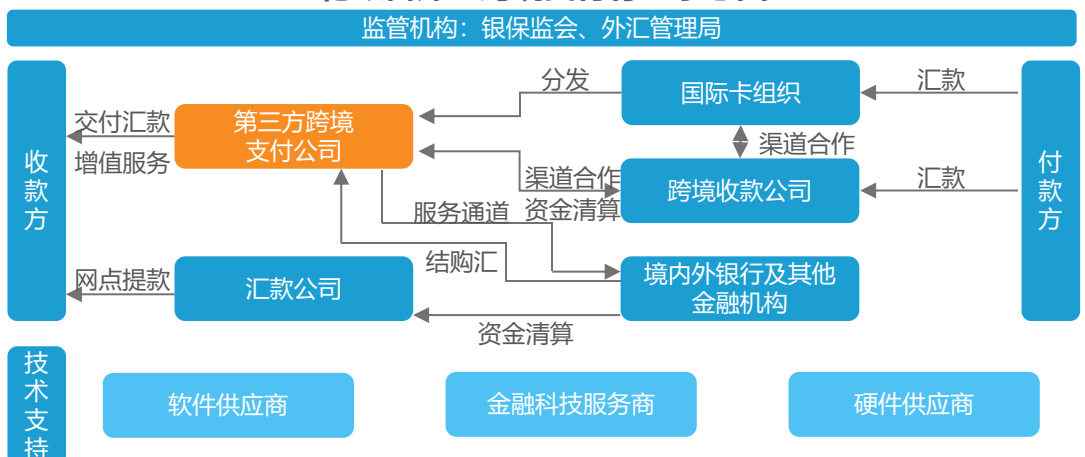 监管机构：银保监会、外汇管理局
收款方
交付汇款
增值服务
第三方跨境
支付公司
分发
国际卡组织
汇款
付款方
渠道合作
渠道合作
资金清算
跨境收款公司
汇款
服务通道
结购汇
网点提款
汇款公司
境内外银行及其他
金融机构
资金清算
技术支持
软件供应商
金融科技服务商
硬件供应商